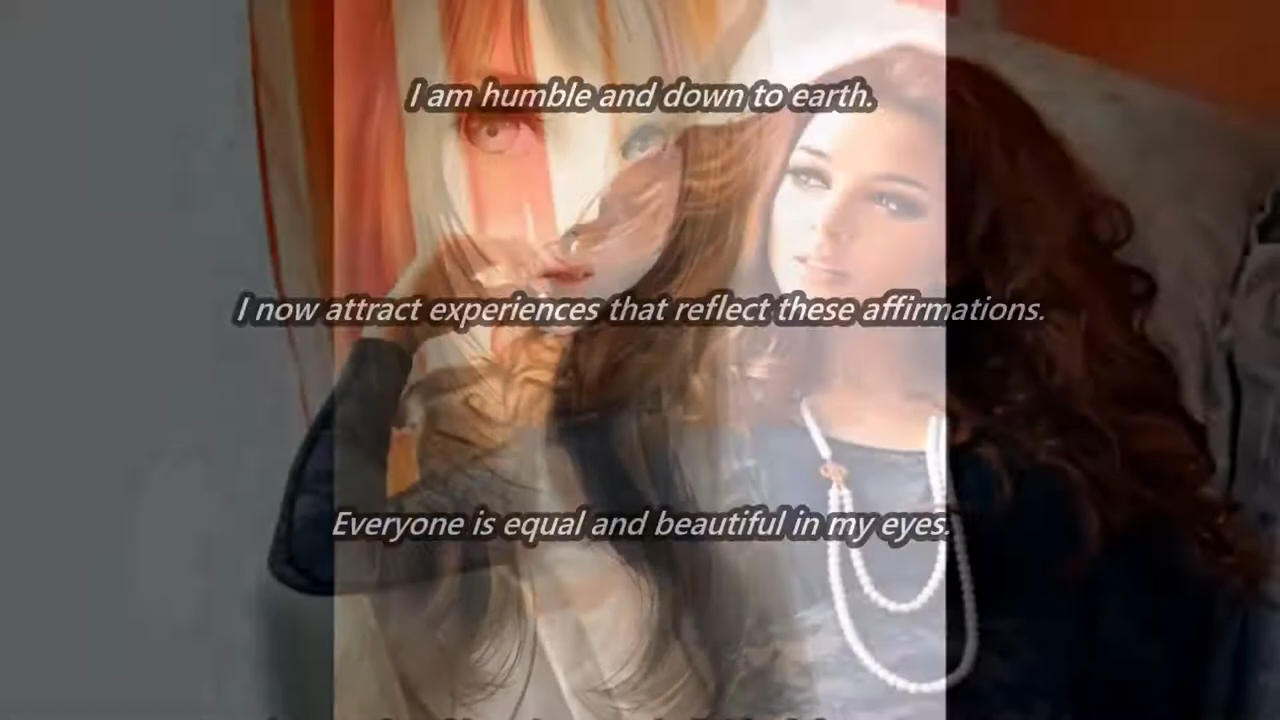 I am humble and down to earth.
I now attract experiences that reflect these affirmations.
Everyone is equal and beautiful in my eyes.